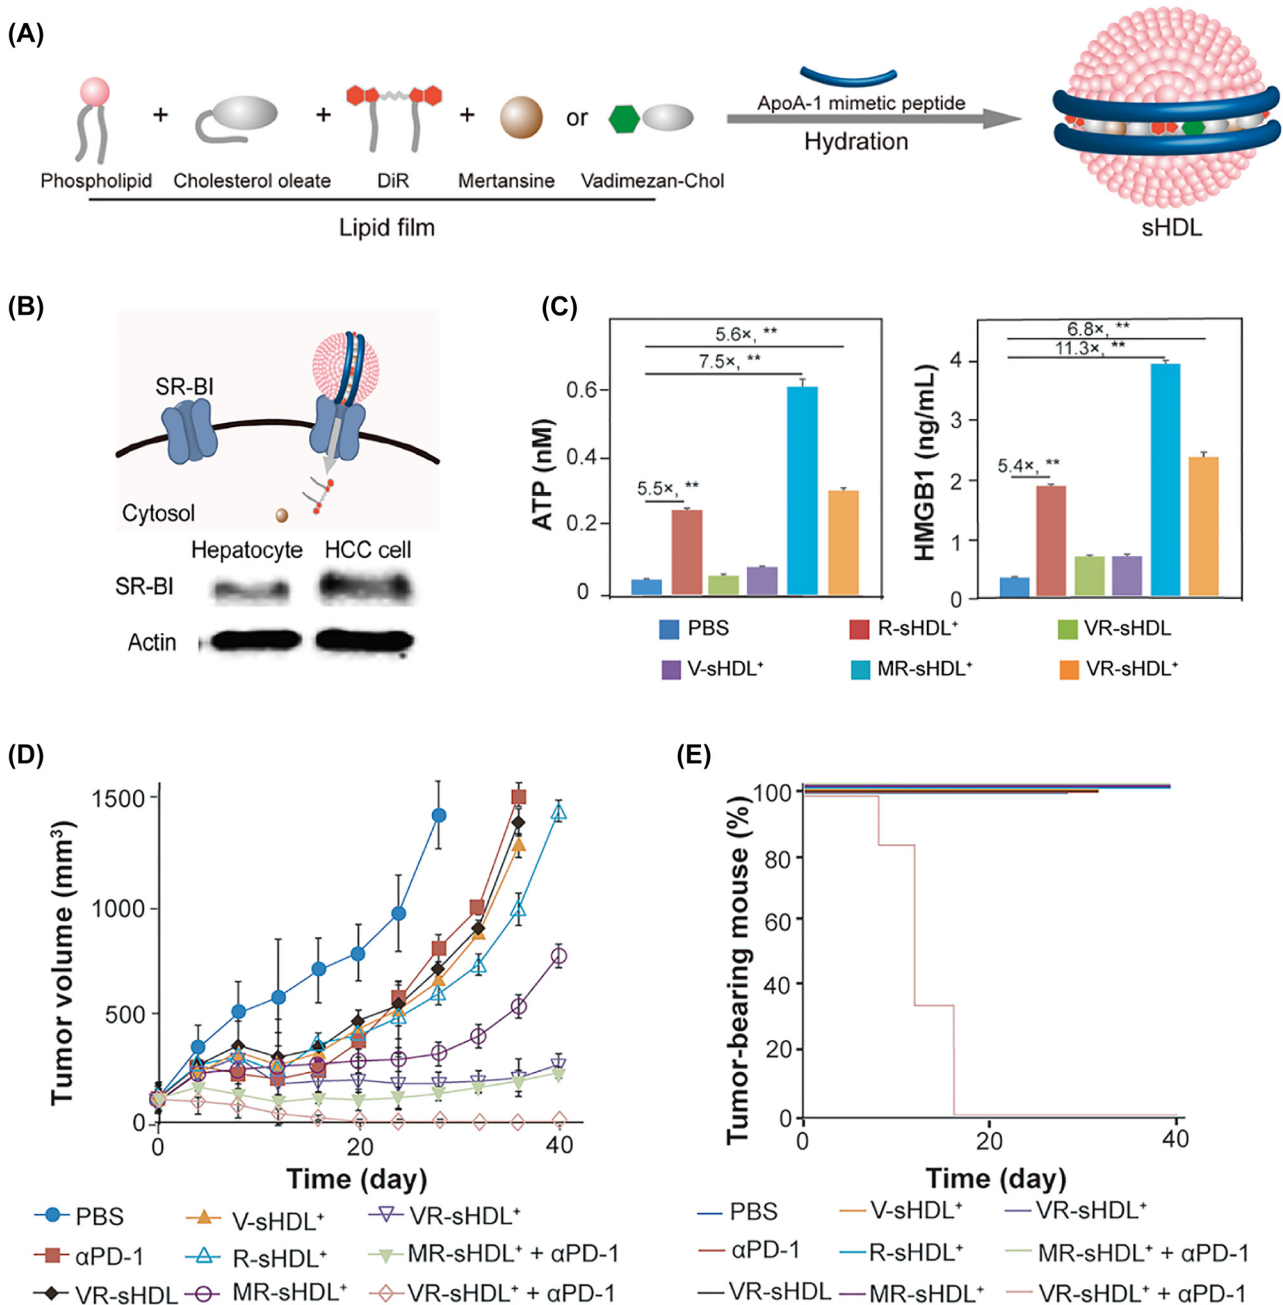 (A)
+ + + or
ApoA-1 mimetic peptide
Hydration
Phospholipid Cholesterol oleate DiR Mertansine Vadimezan-Chol
Lipid film
sHDL
(B)
SR-BI
Cytosol
Hepatocyte HCC cell
SR-BI
Actin
(C)
ATP (nM)
0.6
0.4
0.2
0
5.6×, **
7.5×, **
5.5×, **
HMGB1 (ng/mL)
4
3
2
1
0
6.8×, **
11.3×, **
5.4×, **
PBS R-sHDL⁺ VR-sHDL
V-sHDL⁺ MR-sHDL⁺ VR-sHDL⁺
(D)
Tumor volume (mm³)
1500
1000
500
0
0 20 40
Time (day)
PBS V-sHDL⁺ VR-sHDL⁺
αPD-1 R-sHDL⁺ MR-sHDL⁺ + αPD-1
VR-sHDL MR-sHDL⁺ VR-sHDL⁺ + αPD-1
(E)
Tumor-bearing mouse (%)
100
80
60
40
20
0
0 20 40
Time (day)
PBS V-sHDL⁺ VR-sHDL⁺
αPD-1 R-sHDL⁺ MR-sHDL⁺ + αPD-1
VR-sHDL MR-sHDL⁺ VR-sHDL⁺ + αPD-1